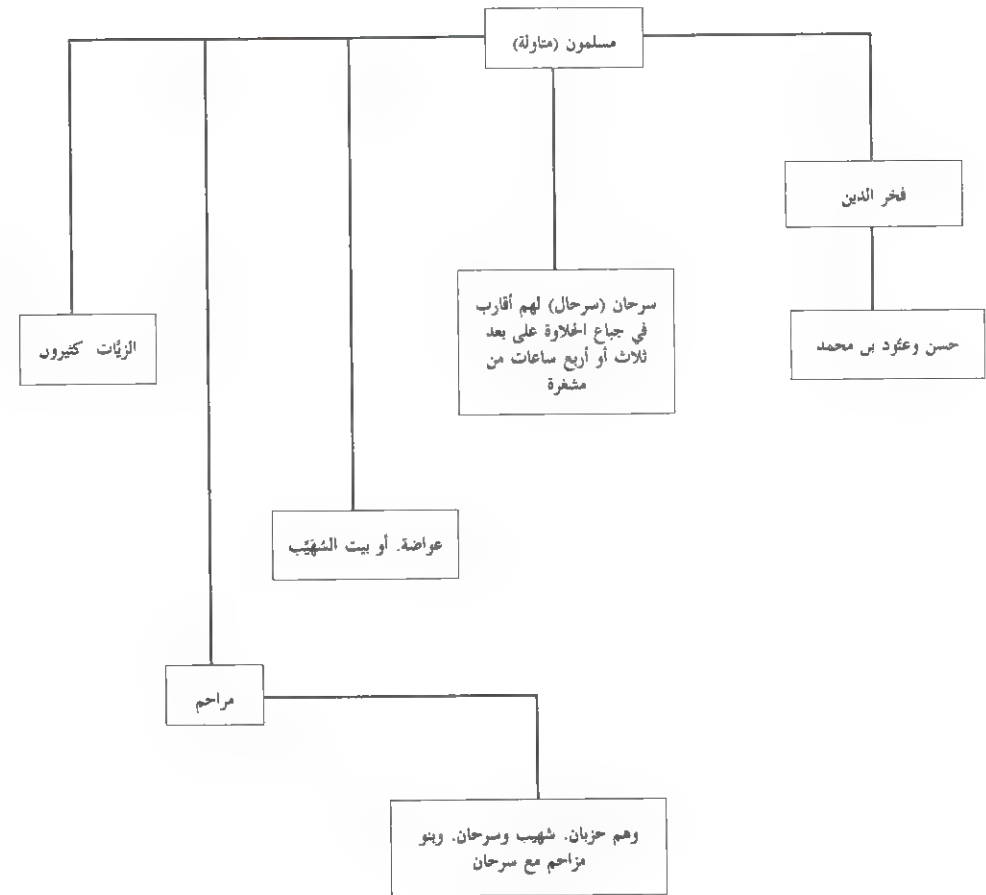 مسلمون (متاولة)
فخر الدين
حسن وعبّود بن محمد
سرحان (سرحال) لهم أقارب
في جباع الحلاوة على بعد
ثلاث أو أربع ساعات من
مشغرة
الزيَّات كثيرون
عواضة. أو بيت الشهَيِّب
مراحم
وهم حزبان. شهيب وسرحان. وبنو
مزاحم مع سرحان